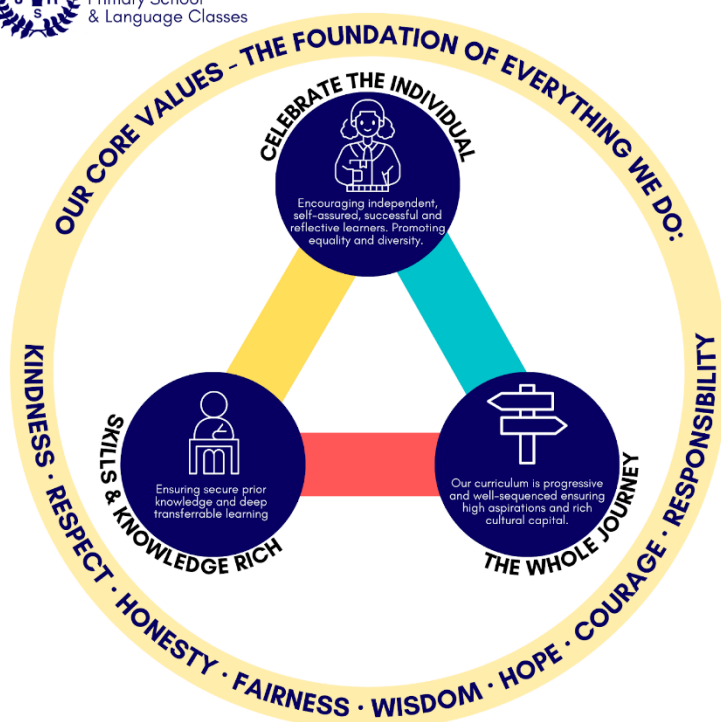 Primary School
& Language Classes
OUR CORE VALUES - THE FOUNDATION OF EVERYTHING WE DO:
CELEBRATE THE INDIVIDUAL
Encouraging independent,
self-assured, successful and
reflective learners. Promoting
equality and diversity.
SKILLS & KNOWLEDGE RICH
Ensuring secure prior
knowledge and deep
transferrable learning
THE WHOLE JOURNEY
Our curriculum is progressive
and well-sequenced ensuring
high aspirations and rich
cultural capital.
KINDNESS · RESPECT · HONESTY · FAIRNESS · WISDOM · HOPE · COURAGE · RESPONSIBILITY